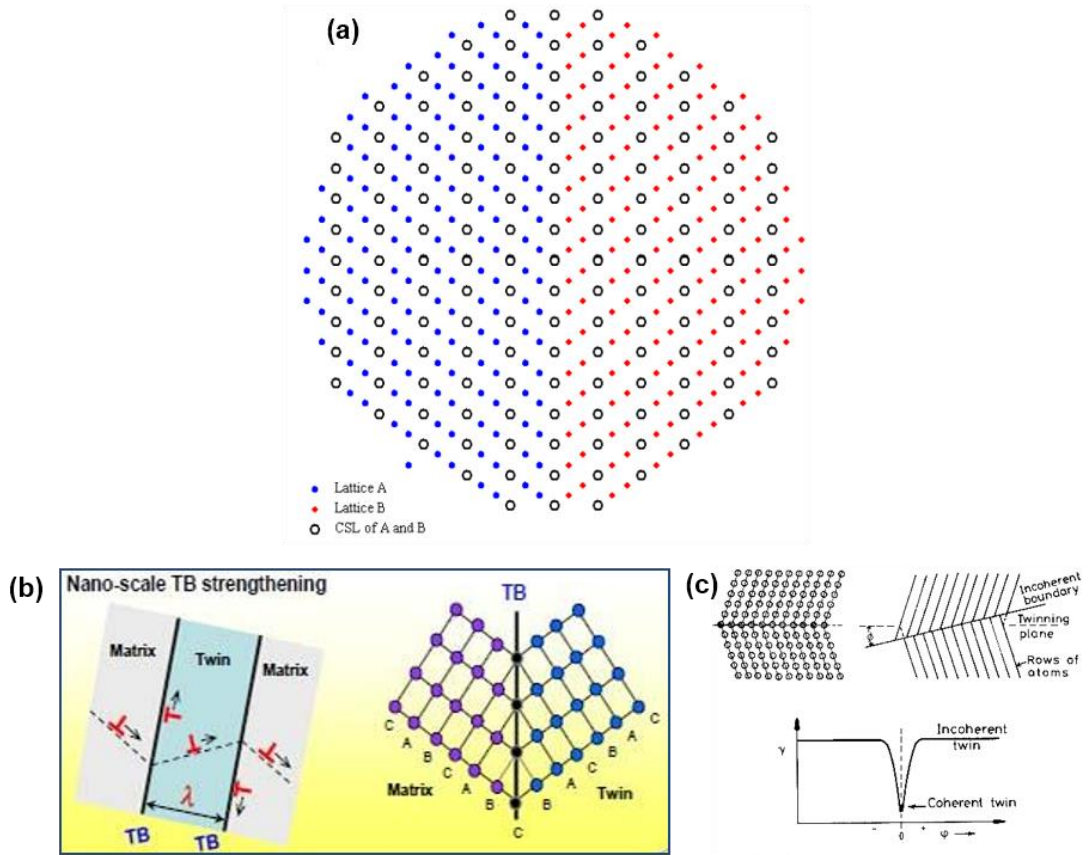 (a)
Lattice A
Lattice B
CSL of A and B
(b)
Nano-scale TB strengthening
Matrix
Twin
Matrix
λ
TB
TB
TB
C
A
B
C
A
B
C
B
A
C
B
A
C
Matrix
Twin
(c)
Incoherent
boundary
Twinning
plane
Rows of
atoms
γ
Incoherent
twin
Coherent twin
-
0
+
φ